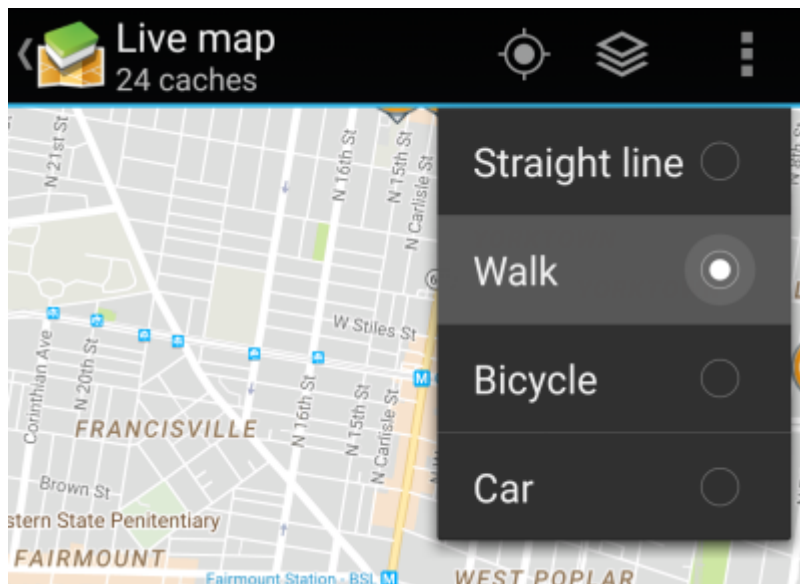 Live map
24 caches
N 21st St
N 16th St
N 15th St
N Carlisle St
Straight line
Walk
Bicycle
Car
W Stiles St
M
Corinthian Ave
N 20th St
N 16th St
N 15th St
N Carlisle St
FRANCISVILLE
Brown St
stern State Penitentiary
FAIRMOUNT
Fairmount Station - BSL M
WEST POPLAR